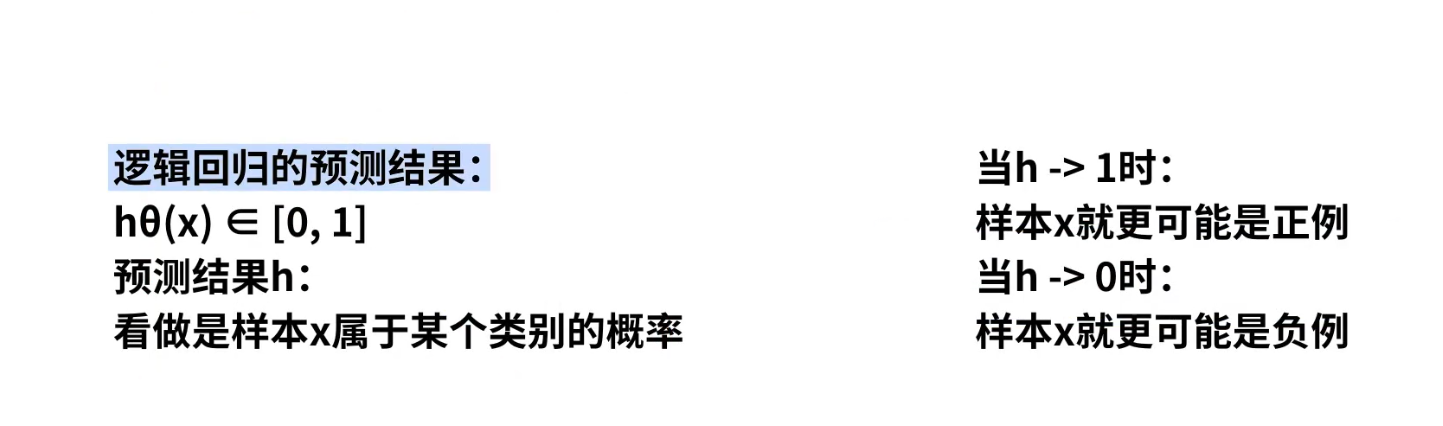 逻辑回归的预测结果：
hθ(x) ∈ [0, 1]
预测结果h：
看做是样本x属于某个类别的概率
当h -> 1时：
样本x就更可能是正例
当h -> 0时：
样本x就更可能是负例